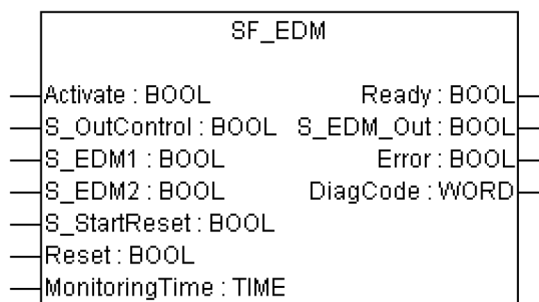 SF_EDM
Activate : BOOL Ready : BOOL
S_OutControl : BOOL S_EDM_Out : BOOL
S_EDM1 : BOOL Error : BOOL
S_EDM2 : BOOL DiagCode : WORD
S_StartReset : BOOL
Reset : BOOL
MonitoringTime : TIME